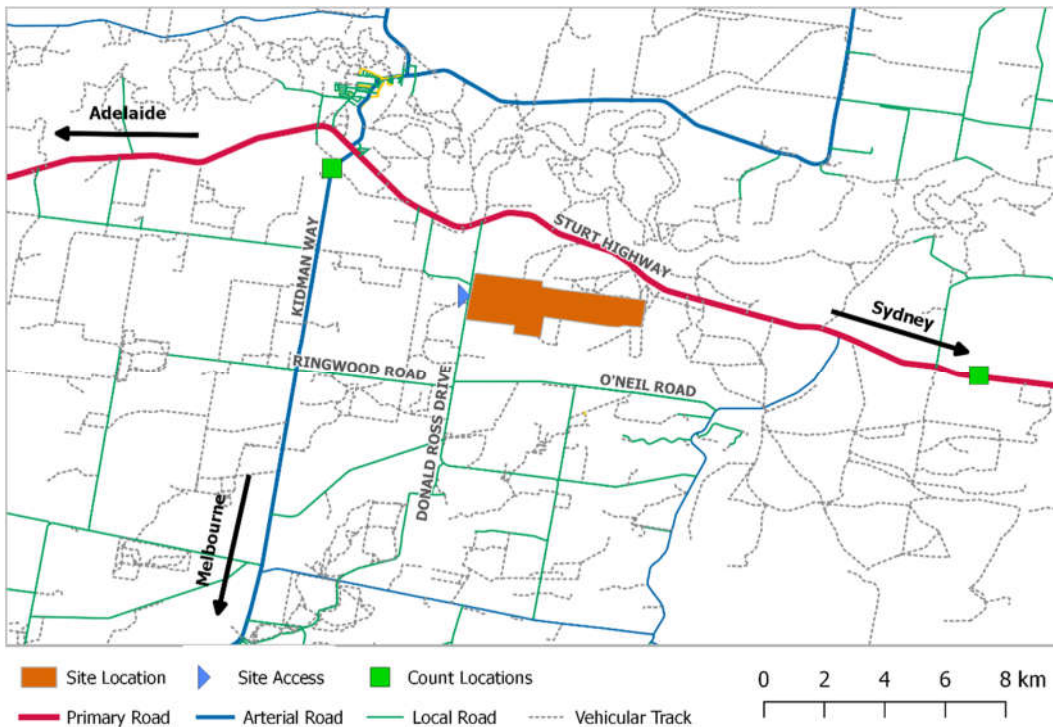 Adelaide
KIDMAN WAY
STURT HIGHWAY
Sydney
RINGWOOD ROAD
O'NEIL ROAD
DONALD ROSS DRIVE
Melbourne
Site Location Site Access Count Locations
Primary Road Arterial Road Local Road Vehicular Track
0 2 4 6 8 km